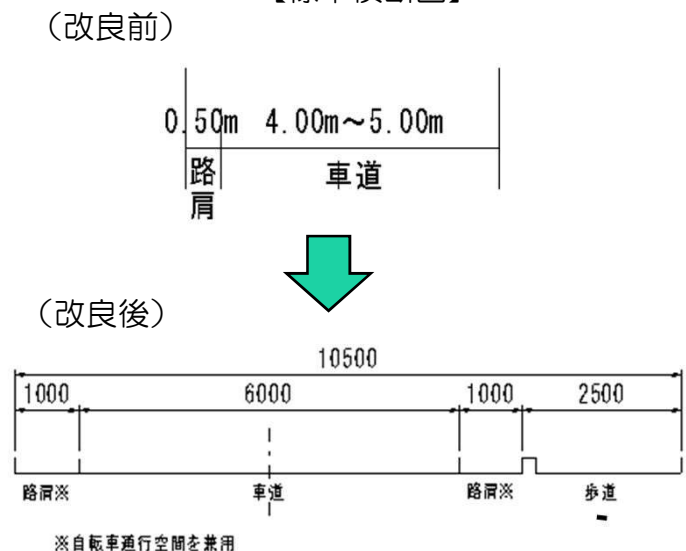 （改良前）
0.50m 4.00m～5.00m
路肩 車道
（改良後）
10500
1000 6000 1000 2500
路肩※ 車道 路肩※ 歩道
※自転車通行空間を兼用